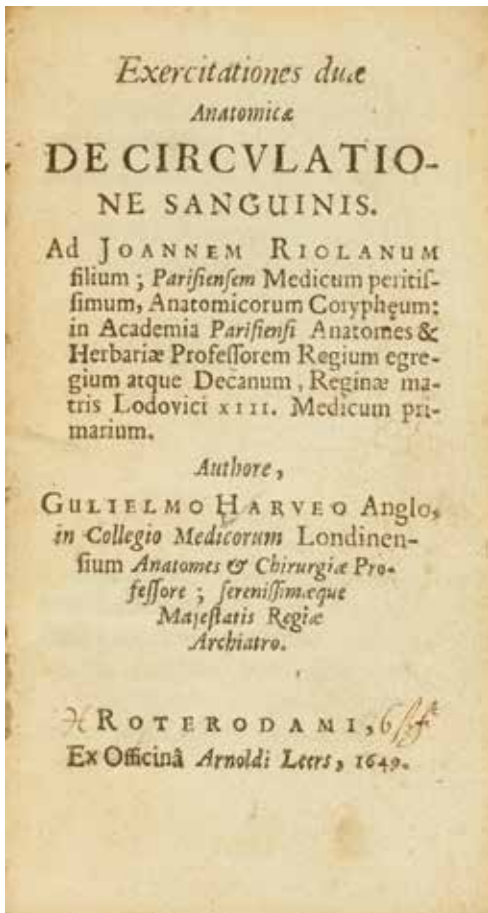 Exercitationes duæ
Anatomicæ
DE CIRCVLATIO-
NE SANGUINIS.
Ad JOANNEM RIOLANUM
filium ; Parisiensem Medicum peritis-
simum, Anatomicorum Coryphęum:
in Academia Parisiensi Anatomes &
Herbariæ Professorem Regium egre-
gium atque Decanum, Reginæ ma-
tris Lodovici XIII. Medicum pri-
marium.
Authore,
GULIELMO HARVEO Anglo,
in Collegio Medicorum Londinen-
sium Anatomes & Chirurgiæ Pro-
fessore ; serenissimæque
Majestatis Regiæ
Archiatro.
ROTERODAMI,
Ex Officinâ Arnoldi Leers, 1649.